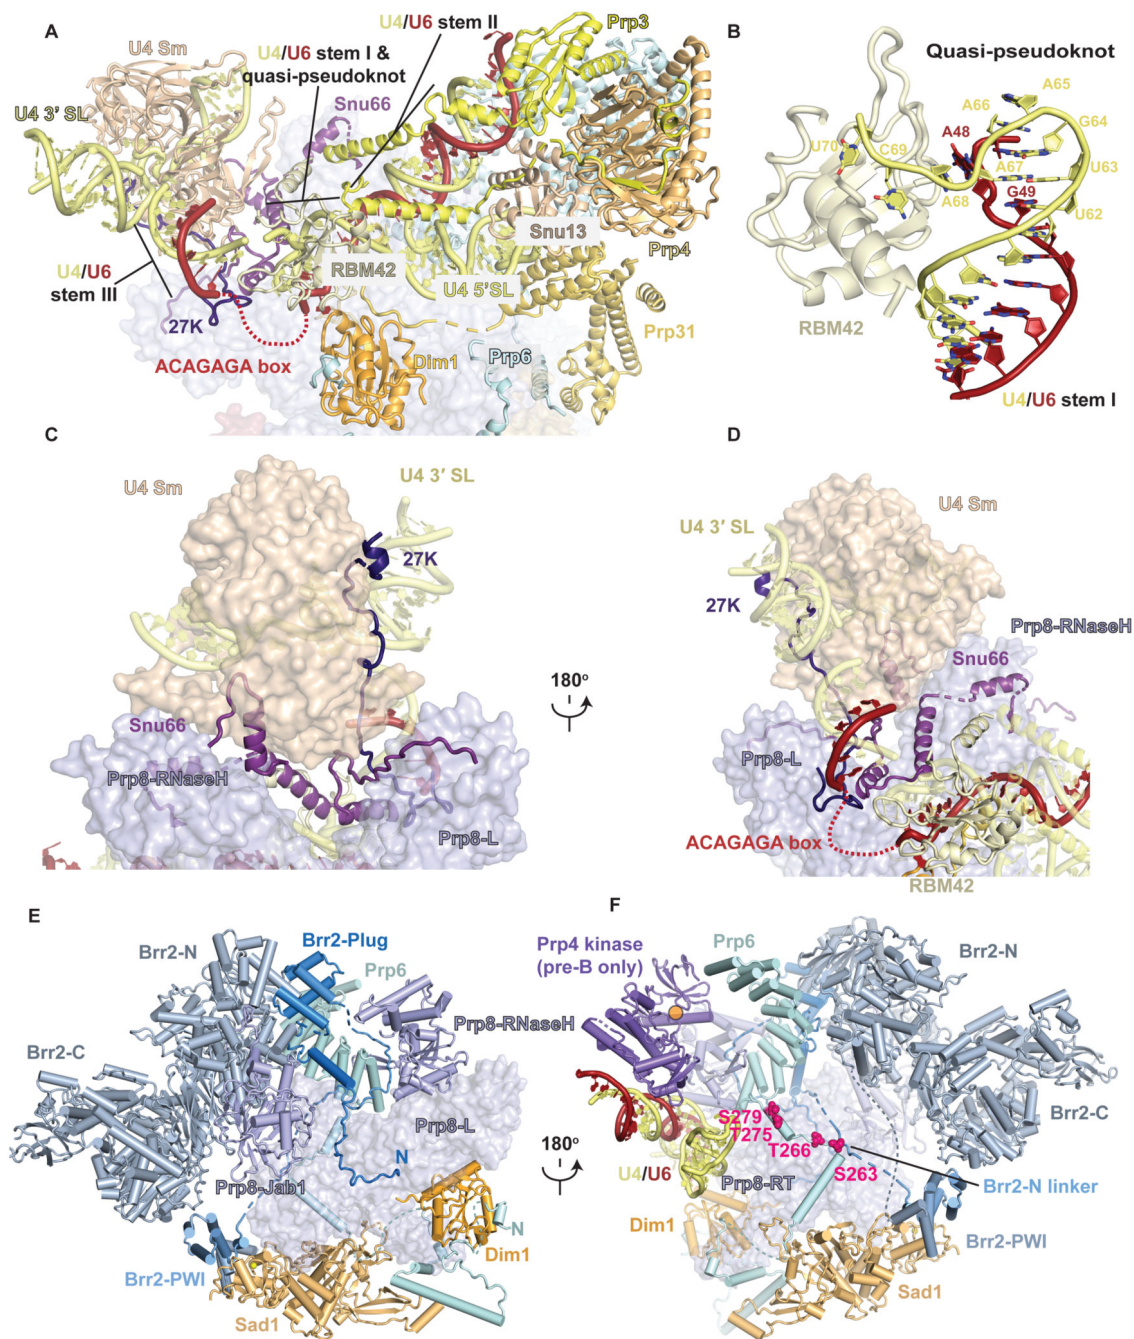 A
U4 Sm
U4/U6 stem II
U4/U6 stem I &
quasi-pseudoknot
Prp3
U4 3′ SL
Snu66
Snu13
RBM42
Prp4
U4 5′SL
U4/U6
stem III
27K
Prp31
ACAGAGA box
Dim1
Prp6
B
Quasi-pseudoknot
A65
A66
G64
A48
U70
C69
A67
U63
G49
A68
U62
RBM42
U4/U6 stem I
C
U4 Sm
U4 3′ SL
27K
Snu66
Prp8-RNaseH
Prp8-L
180°
D
U4 Sm
U4 3′ SL
27K
Prp8-RNaseH
Snu66
Prp8-L
ACAGAGA box
RBM42
E
Brr2-N
Brr2-Plug
Prp6
Prp8-RNaseH
Brr2-C
Prp8-L
N
Prp8-Jab1
N
Dim1
Brr2-PWI
Sad1
180°
F
Prp4 kinase
(pre-B only)
Prp6
Brr2-N
Brr2-C
S279
T275
T266
S263
U4/U6
Prp8-RT
Brr2-N linker
Dim1
Brr2-PWI
Sad1